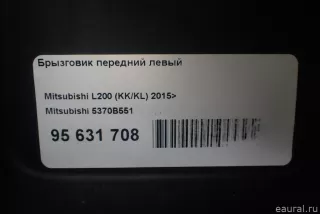 Брызговик передний левый
Mitsubishi L200 (KK/KL) 2015>
Mitsubishi 5370B551
95 631 708
eaural.ru